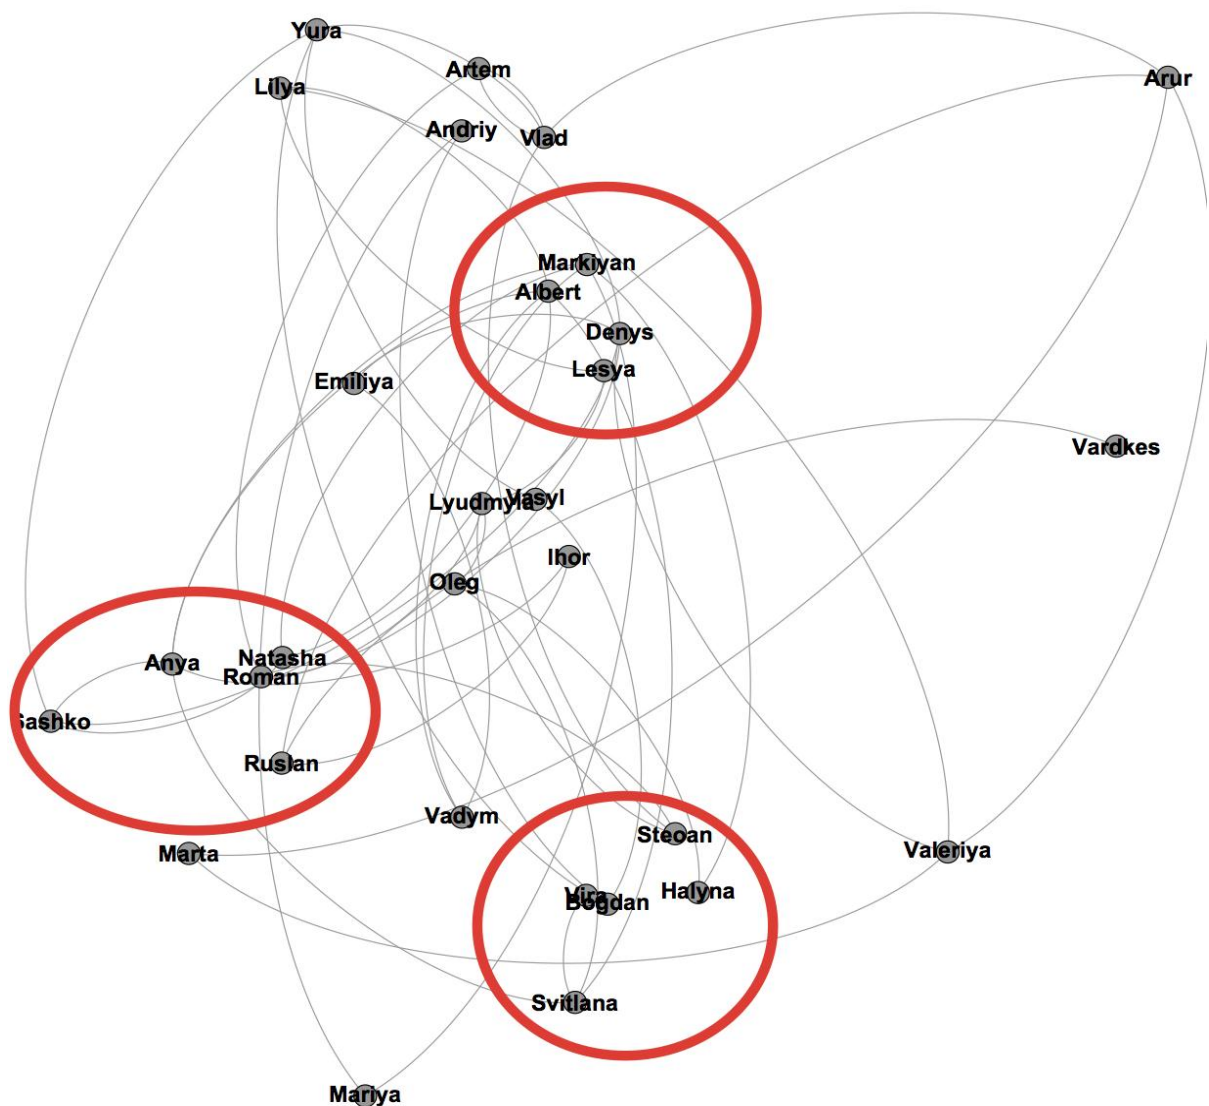 Yura
Artem
Arur
Lilya
Andriy
Vlad
Markiyan
Albert
Denys
Lesya
Emiliya
Vardkes
Lyudmyla
Vasyl
Ihor
Oleg
Natasha
Anya
Roman
Sashko
Ruslan
Vadym
Steoan
Marta
Valeriya
Vira
Halyna
Bogdan
Svitlana
Mariya